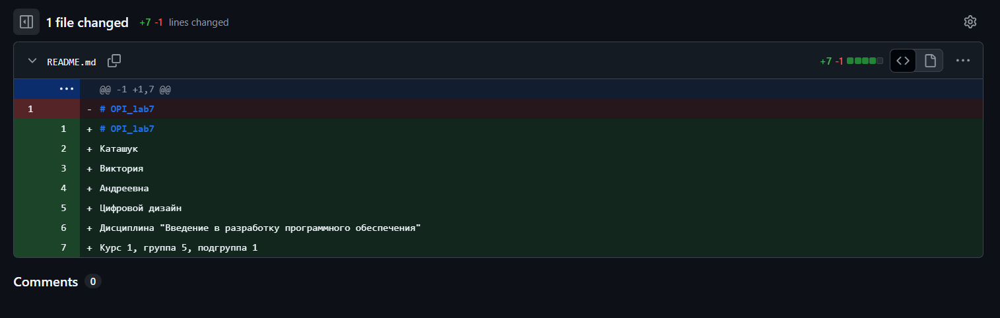 1 file changed +7 -1 lines changed
README.md +7 -1
@@ -1 +1,7 @@
1 - # OPI_lab7
1 + # OPI_lab7
2 + Каташук
3 + Виктория
4 + Андреевна
5 + Цифровой дизайн
6 + Дисциплина "Введение в разработку программного обеспечения"
7 + Курс 1, группа 5, подгруппа 1
Comments 0